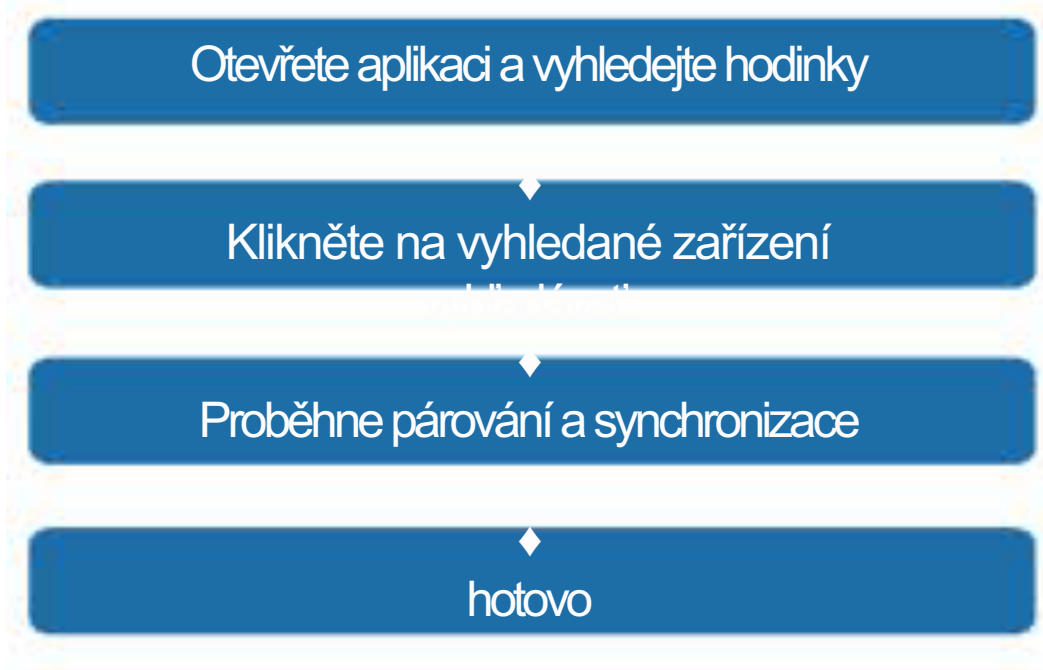 Otevřete aplikaci a vyhledejte hodinky
Klikněte na vyhledané zařízení
Proběhne párování a synchronizace
hotovo